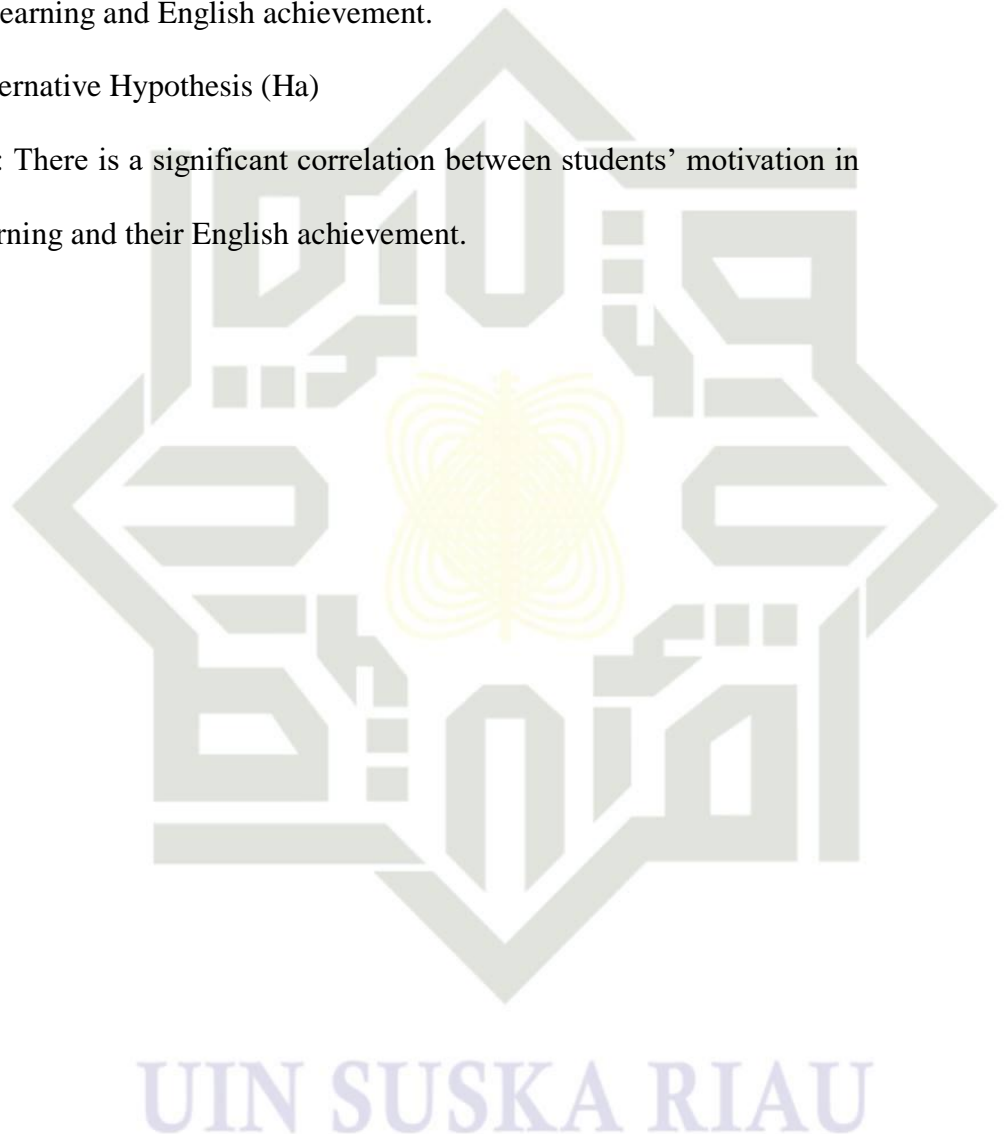 earning and English achievement.
ernative Hypothesis (Ha)
: There is a significant correlation between students’ motivation in
rning and their English achievement.
UIN SUSKA RIAU